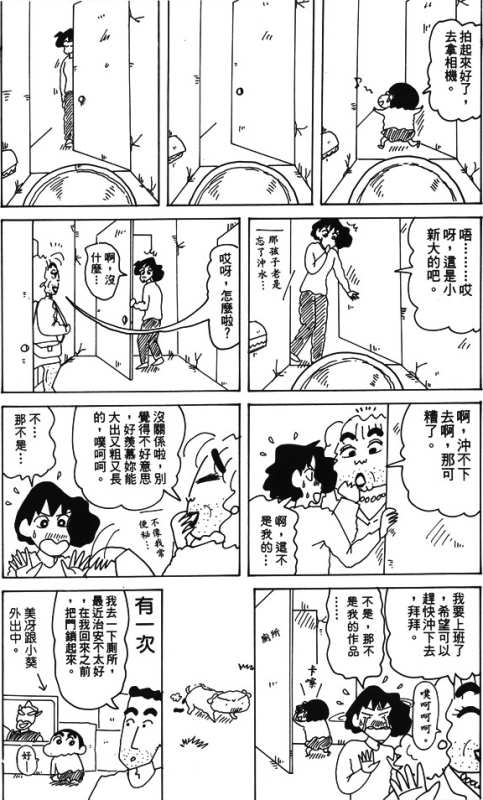 拍起來好了，
去拿相機。
唔……哎
呀，這是小
新大的吧。
那孩子老是
忘了沖水…
哎呀，怎麼啦？
啊，沒
什麼…
啊，沖不下
去啊，那可
糟了。
啊，這不
是我的…
沒關係啦，別
覺得不好意思
，好羨慕妳能
大出又粗又長
的，噗呵呵。
不像我常
便秘…
不…
那不是…
我要上班了
，希望可以
趕快沖下去
，拜拜。
噗呵呵呵
不是，那不
是我的作品
卡嚓
廁所
有一次
我去一下廁所，
最近治安不太好
，在我回來之前
，把門鎖起來。
好！
美冴跟小葵
外出中。